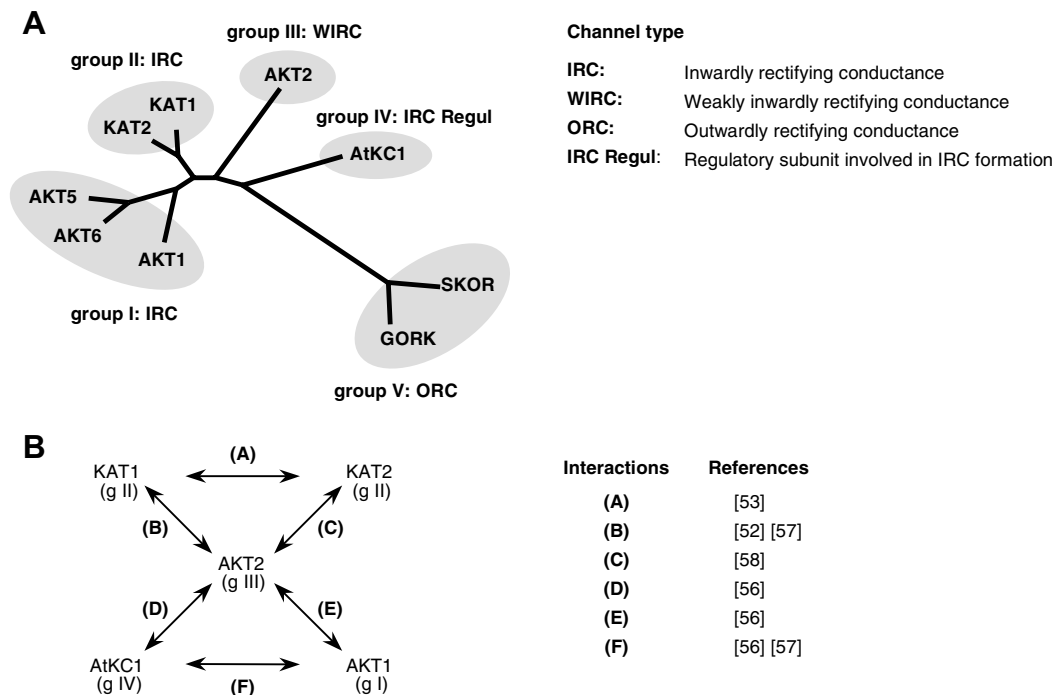 A
group III: WIRC
group II: IRC
AKT2
KAT1
KAT2
group IV: IRC Regul
AtKC1
AKT5
AKT6
AKT1
group I: IRC
SKOR
GORK
group V: ORC
Channel type
IRC: Inwardly rectifying conductance
WIRC: Weakly inwardly rectifying conductance
ORC: Outwardly rectifying conductance
IRC Regul: Regulatory subunit involved in IRC formation
B
KAT1
(g II)
(A)
KAT2
(g II)
(B)
(C)
AKT2
(g III)
(D)
(E)
AtKC1
(g IV)
(F)
AKT1
(g I)
Interactions References
(A) [53]
(B) [52] [57]
(C) [58]
(D) [56]
(E) [56]
(F) [56] [57]